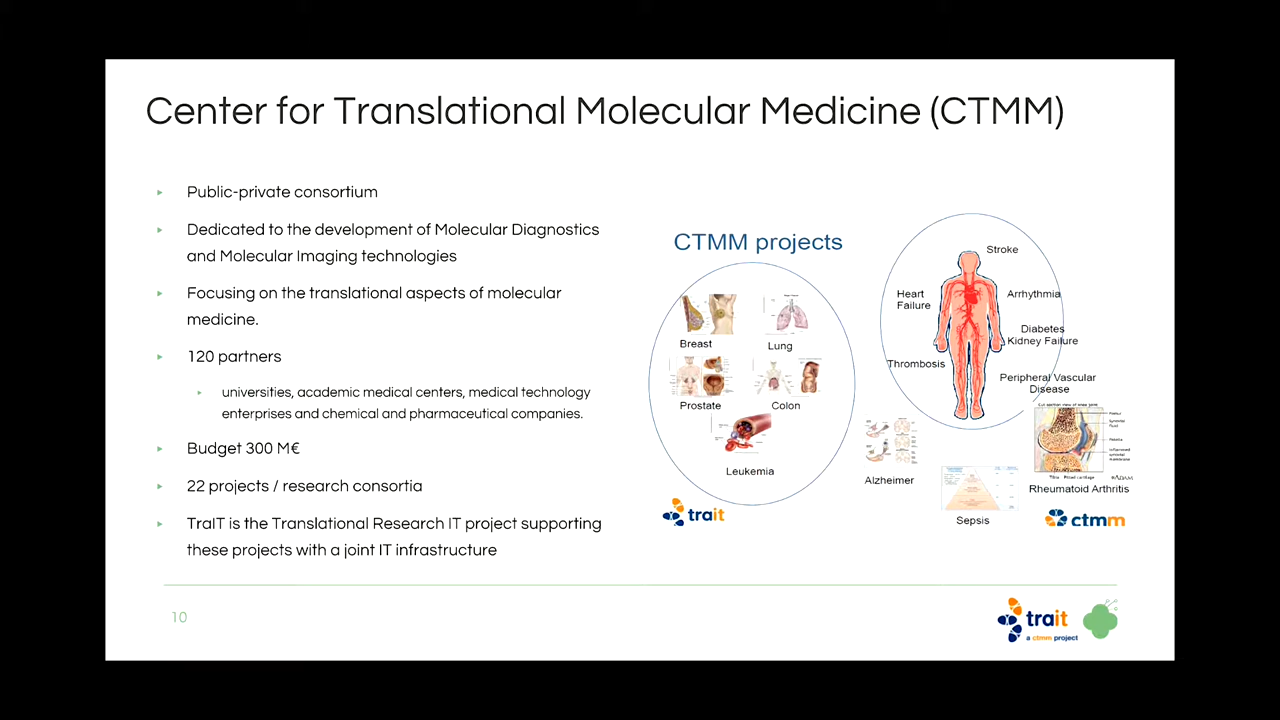 Center for Translational Molecular Medicine (CTMM)
Public-private consortium
Dedicated to the development of Molecular Diagnostics
and Molecular Imaging technologies
Focusing on the translational aspects of molecular
medicine.
120 partners
universities, academic medical centers, medical technology
enterprises and chemical and pharmaceutical companies.
Budget 300 M€
22 projects / research consortia
TraIT is the Translational Research IT project supporting
these projects with a joint IT infrastructure
CTMM projects
Breast
Lung
Prostate
Colon
Leukemia
trait
Stroke
Heart
Failure
Arrhythmia
Diabetes
Kidney Failure
Thrombosis
Peripheral Vascular
Disease
Alzheimer
Sepsis
Rheumatoid Arthritis
ctmm
10
trait
a ctmm project